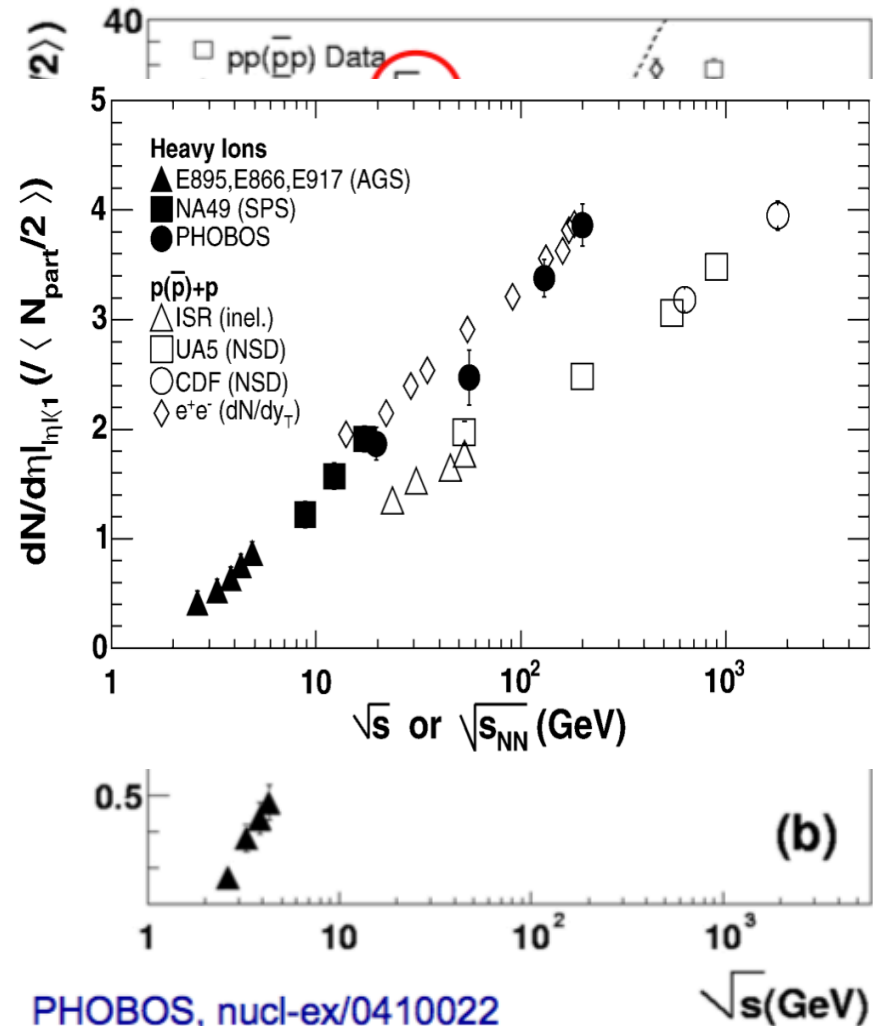 40
/2⟩)
pp(p̄p) Data
5
Heavy Ions
E895,E866,E917 (AGS)
NA49 (SPS)
PHOBOS
p(p̄)+p
ISR (inel.)
UA5 (NSD)
CDF (NSD)
e⁺e⁻ (dN/dy_T)
dN/dη|_|η|<1 (/ ⟨ N_part/2 ⟩)
4
3
2
1
0
1 10 10² 10³
√s or √s_NN (GeV)
0.5
(b)
1 10 10² 10³
√s(GeV)
PHOBOS, nucl-ex/0410022